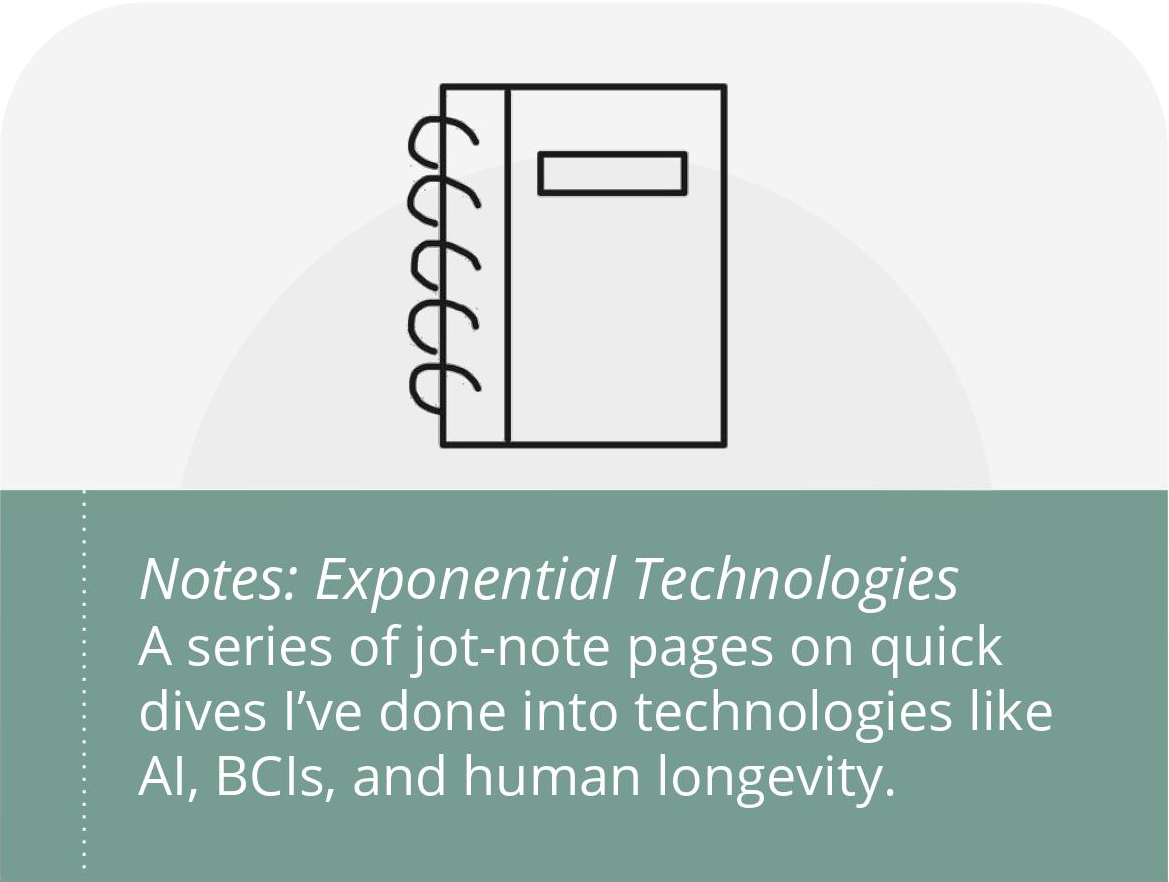 Notes: Exponential Technologies
A series of jot-note pages on quick
dives I’ve done into technologies like
AI, BCIs, and human longevity.